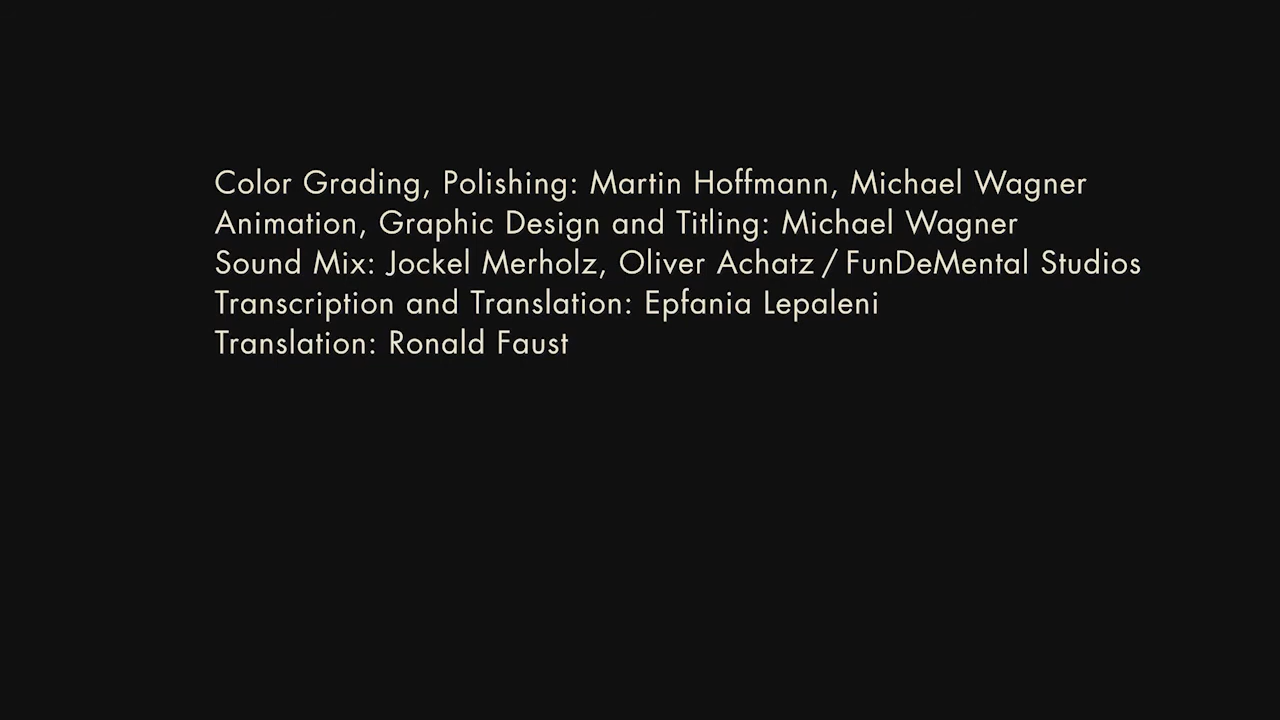 Color Grading, Polishing: Martin Hoffmann, Michael Wagner
Animation, Graphic Design and Titling: Michael Wagner
Sound Mix: Jockel Merholz, Oliver Achatz / FunDeMental Studios
Transcription and Translation: Epfania Lepaleni
Translation: Ronald Faust